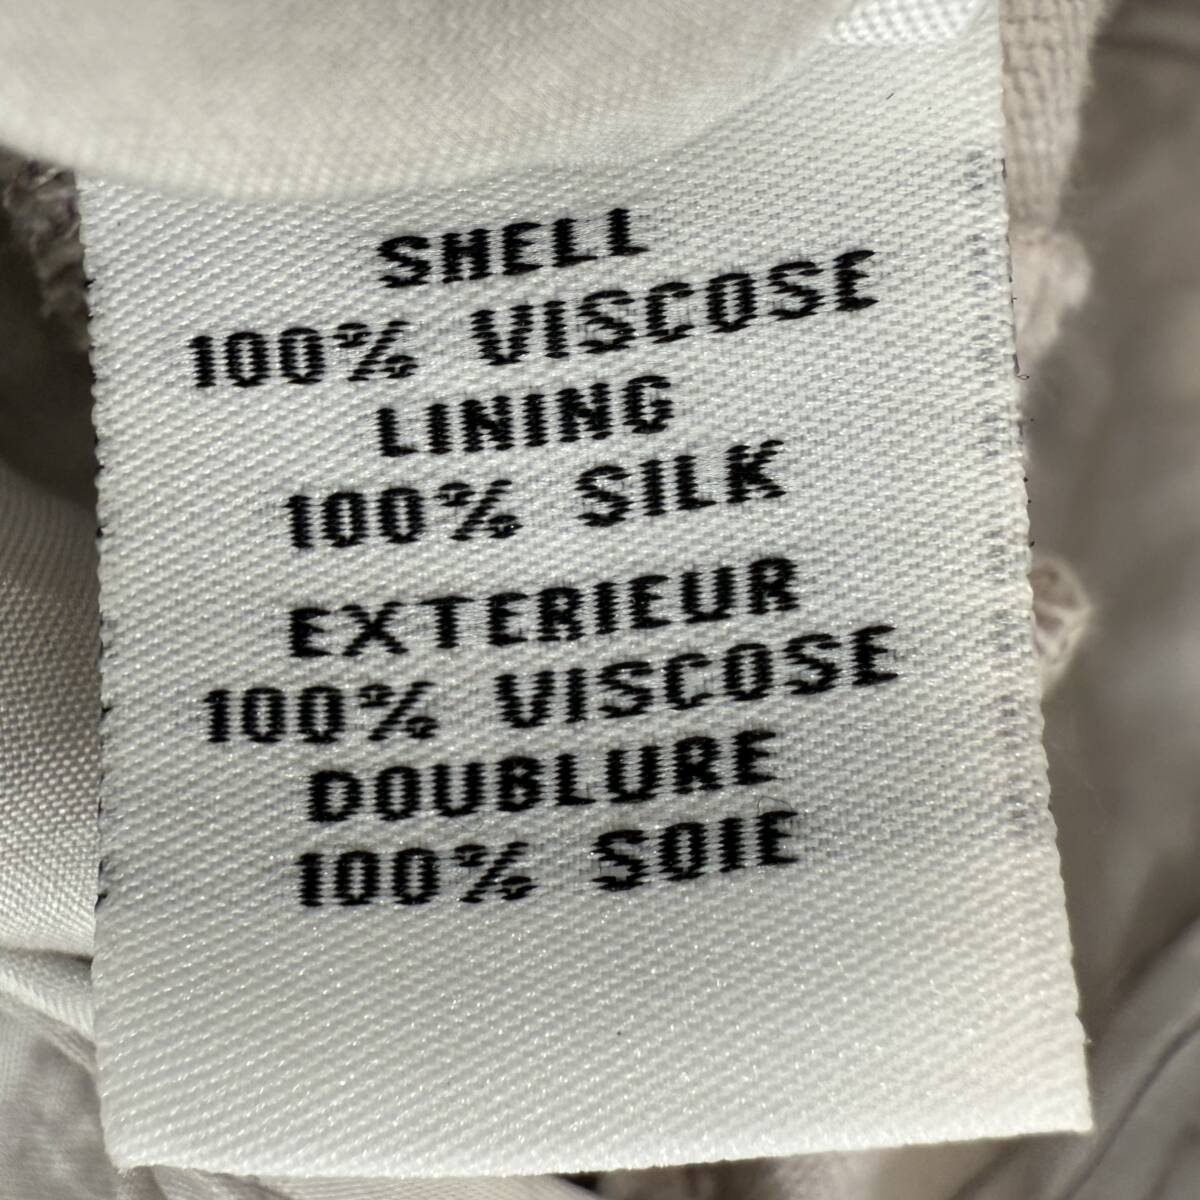 SHELL
100% VISCOSE
LINING
100% SILK
EXTERIEUR
100% VISCOSE
DOUBLURE
100% SOIE